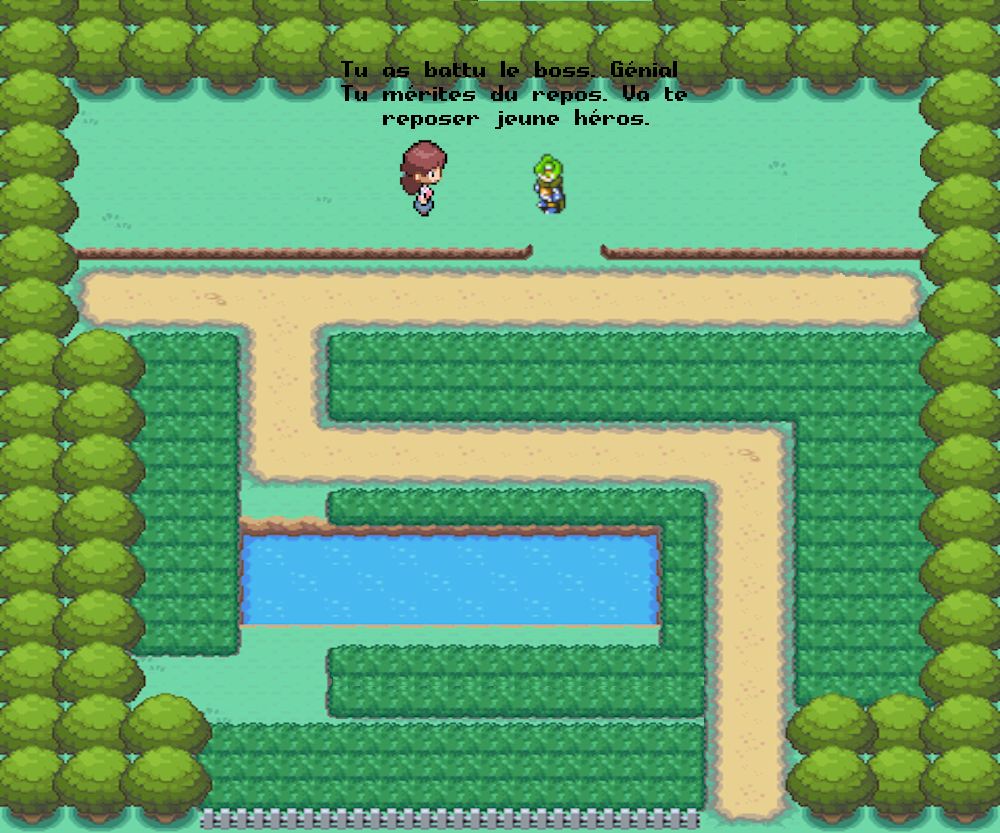 Tu as battu le boss. Génial
Tu mérites du repos. Va te
reposer jeune héros.